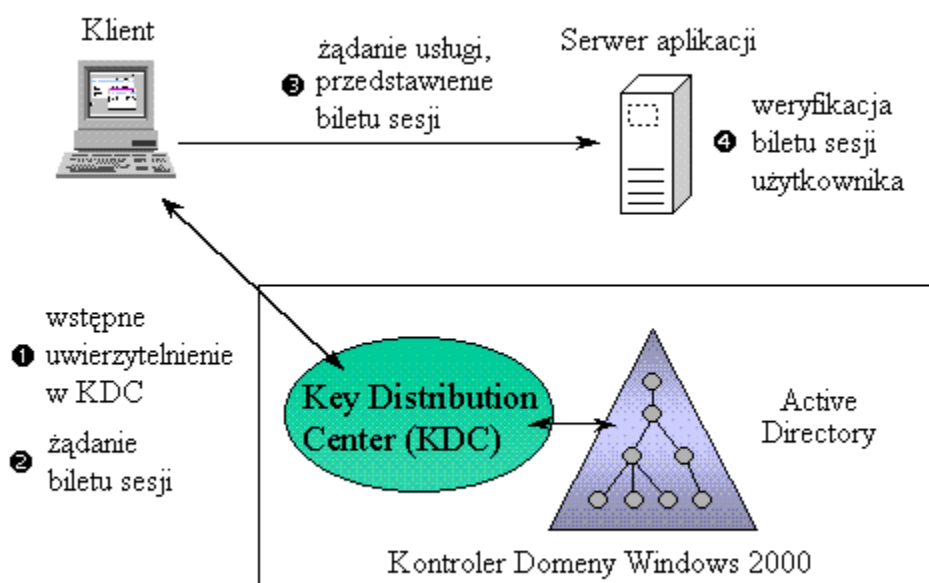 Klient
Serwer aplikacji
żądanie usługi,
❸ przedstawienie
biletu sesji
weryfikacja
❹ biletu sesji
użytkownika
wstępne
❶ uwierzytelnienie
w KDC
❷ żądanie
biletu sesji
Key Distribution
Center (KDC)
Active
Directory
Kontroler Domeny Windows 2000